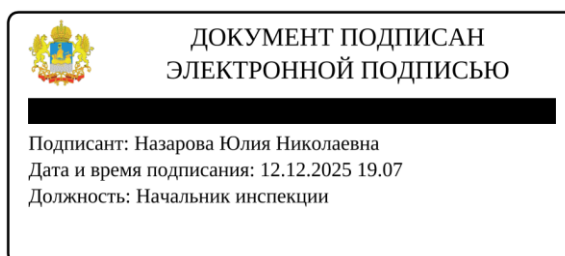 ДОКУМЕНТ ПОДПИСАН
ЭЛЕКТРОННОЙ ПОДПИСЬЮ
Подписант: Назарова Юлия Николаевна
Дата и время подписания: 12.12.2025 19.07
Должность: Начальник инспекции